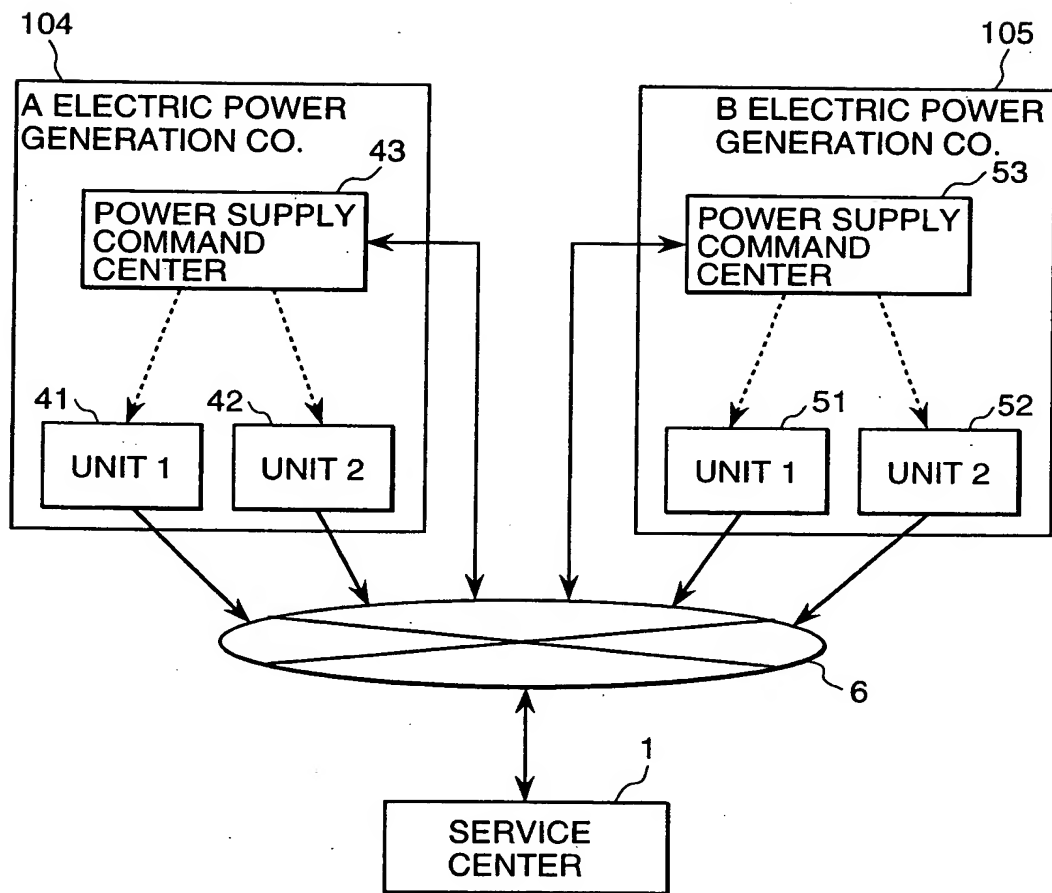 104
105
A ELECTRIC POWER
GENERATION CO.
B ELECTRIC POWER
GENERATION CO.
43
53
POWER SUPPLY
COMMAND
CENTER
POWER SUPPLY
COMMAND
CENTER
41
42
51
52
UNIT 1
UNIT 2
UNIT 1
UNIT 2
6
1
SERVICE
CENTER